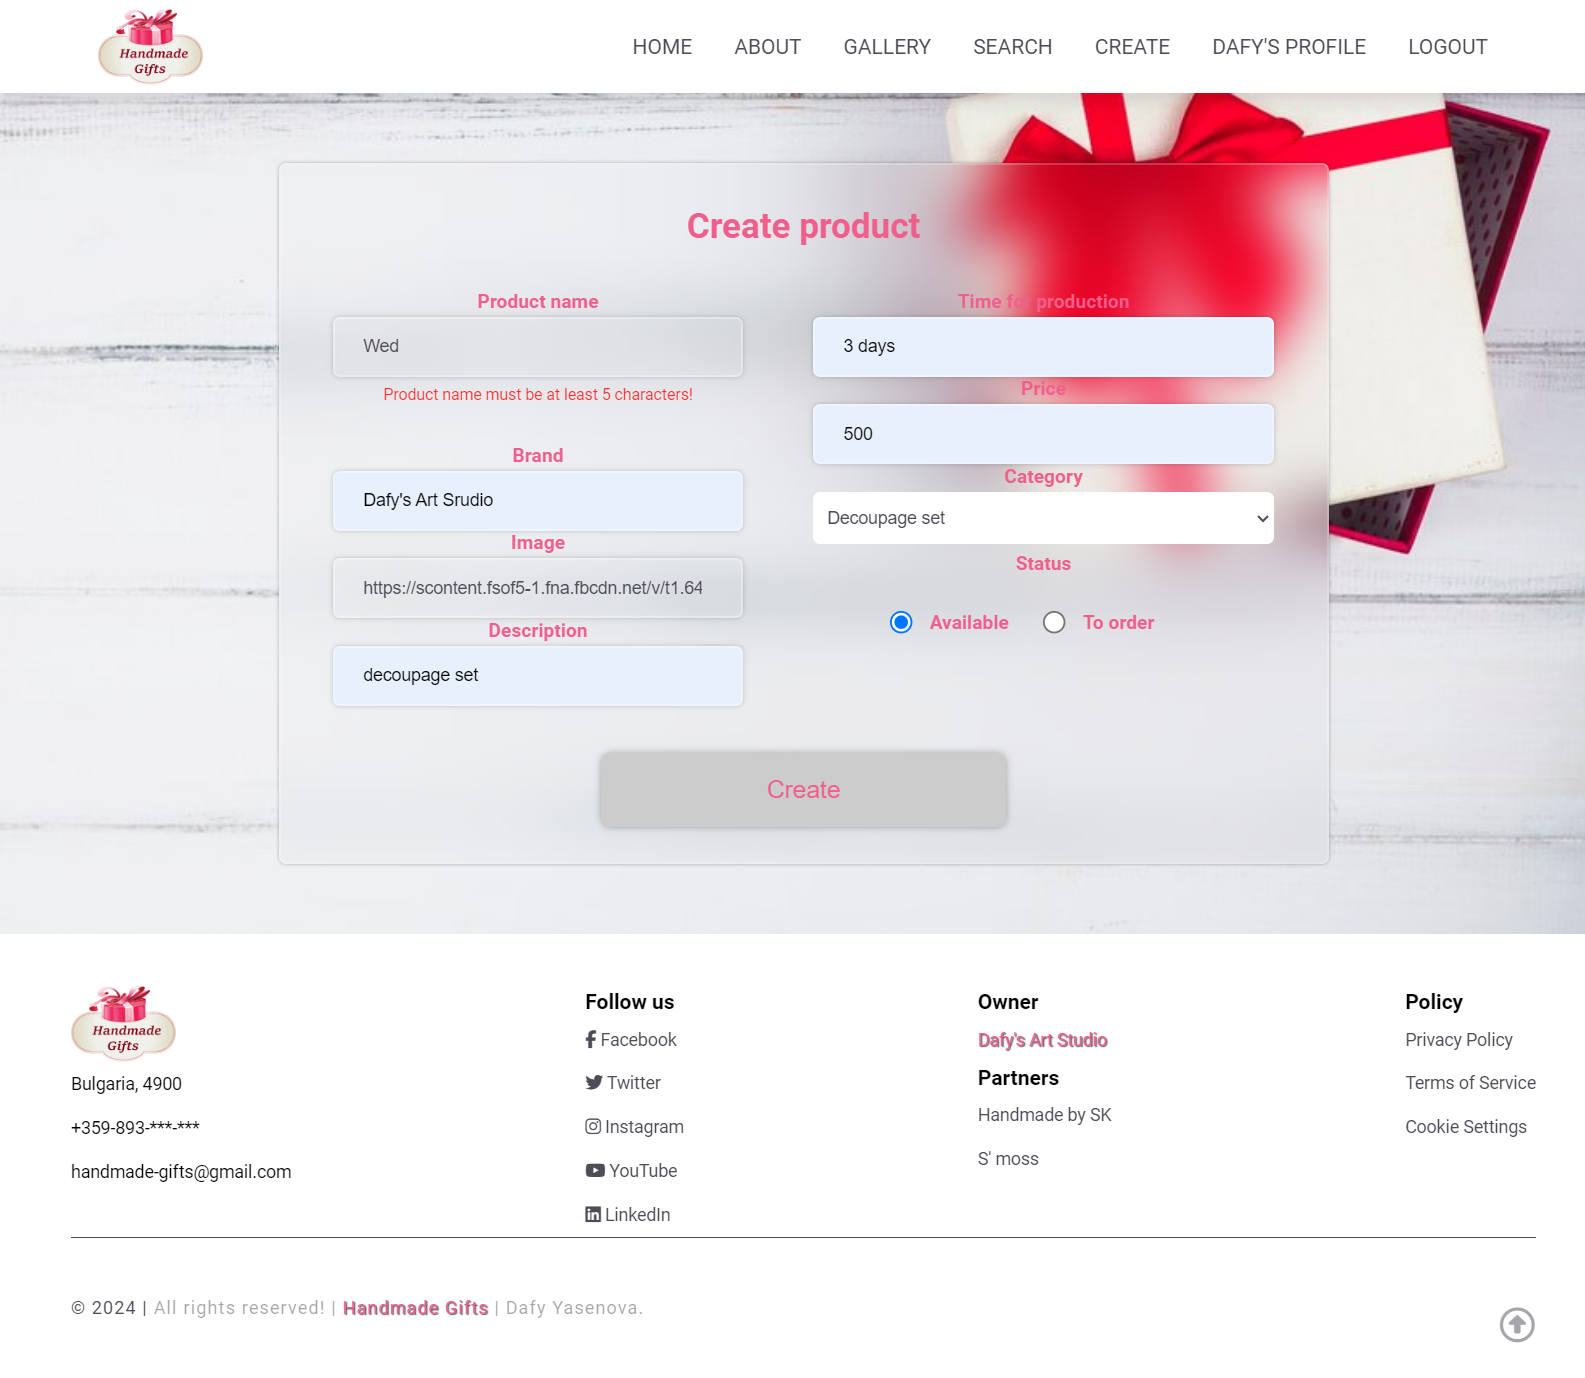 Handmade
Gifts
HOME ABOUT GALLERY SEARCH CREATE DAFY'S PROFILE LOGOUT
Create product
Product name
Wed
Product name must be at least 5 characters!
Brand
Dafy's Art Srudio
Image
https://scontent.fsof5-1.fna.fbcdn.net/v/t1.64
Description
decoupage set
Time for production
3 days
Price
500
Category
Decoupage set
Status
Available To order
Create
Handmade
Gifts
Bulgaria, 4900
+359-893-***-***
handmade-gifts@gmail.com
Follow us
Facebook
Twitter
Instagram
YouTube
LinkedIn
Owner
Dafy's Art Studio
Partners
Handmade by SK
S' moss
Policy
Privacy Policy
Terms of Service
Cookie Settings
© 2024 | All rights reserved! | Handmade Gifts | Dafy Yasenova.